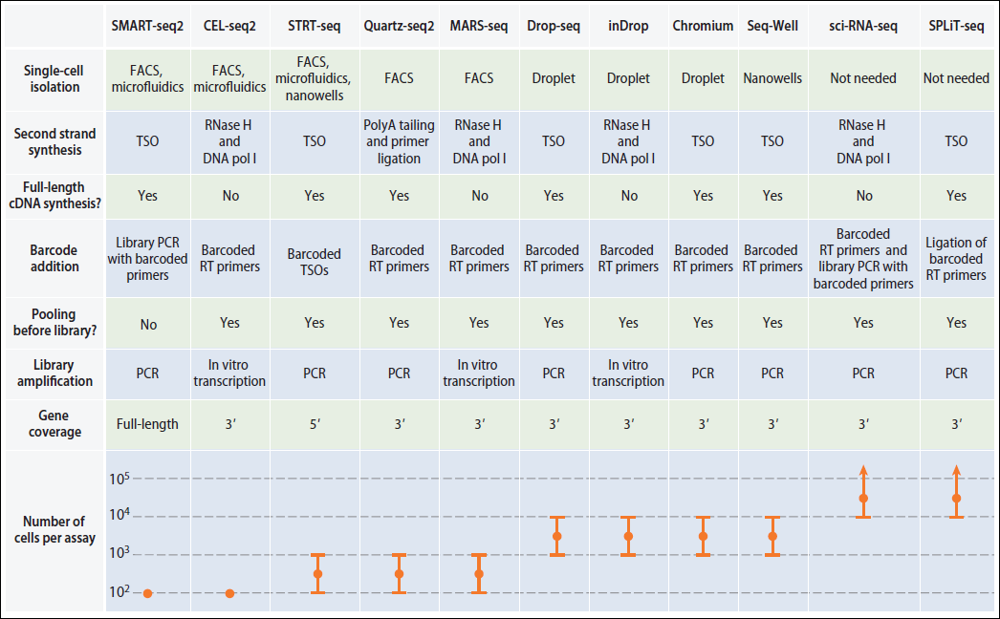 SMART-seq2 CEL-seq2 STRT-seq Quartz-seq2 MARS-seq Drop-seq inDrop Chromium Seq-Well sci-RNA-seq SPLiT-seq
Single-cell
isolation
FACS,
microfluidics
FACS,
microfluidics
FACS,
microfluidics,
nanowells
FACS
FACS
Droplet
Droplet
Droplet
Nanowells
Not needed
Not needed
Second strand
synthesis
TSO
RNase H
and
DNA pol I
TSO
PolyA tailing
and primer
ligation
RNase H
and
DNA pol I
TSO
RNase H
and
DNA pol I
TSO
TSO
RNase H
and
DNA pol I
TSO
Full-length
cDNA synthesis?
Yes
No
Yes
Yes
No
Yes
No
Yes
Yes
No
Yes
Barcode
addition
Library PCR
with barcoded
primers
Barcoded
RT primers
Barcoded
TSOs
Barcoded
RT primers
Barcoded
RT primers
Barcoded
RT primers
Barcoded
RT primers
Barcoded
RT primers
Barcoded
RT primers
Barcoded
RT primers and
library PCR with
barcoded primers
Ligation of
barcoded
RT primers
Pooling
before library?
No
Yes
Yes
Yes
Yes
Yes
Yes
Yes
Yes
Yes
Yes
Library
amplification
PCR
In vitro
transcription
PCR
PCR
In vitro
transcription
PCR
In vitro
transcription
PCR
PCR
PCR
PCR
Gene
coverage
Full-length
3′
5′
3′
3′
3′
3′
3′
3′
3′
3′
Number of
cells per assay
10⁵
10⁴
10³
10²